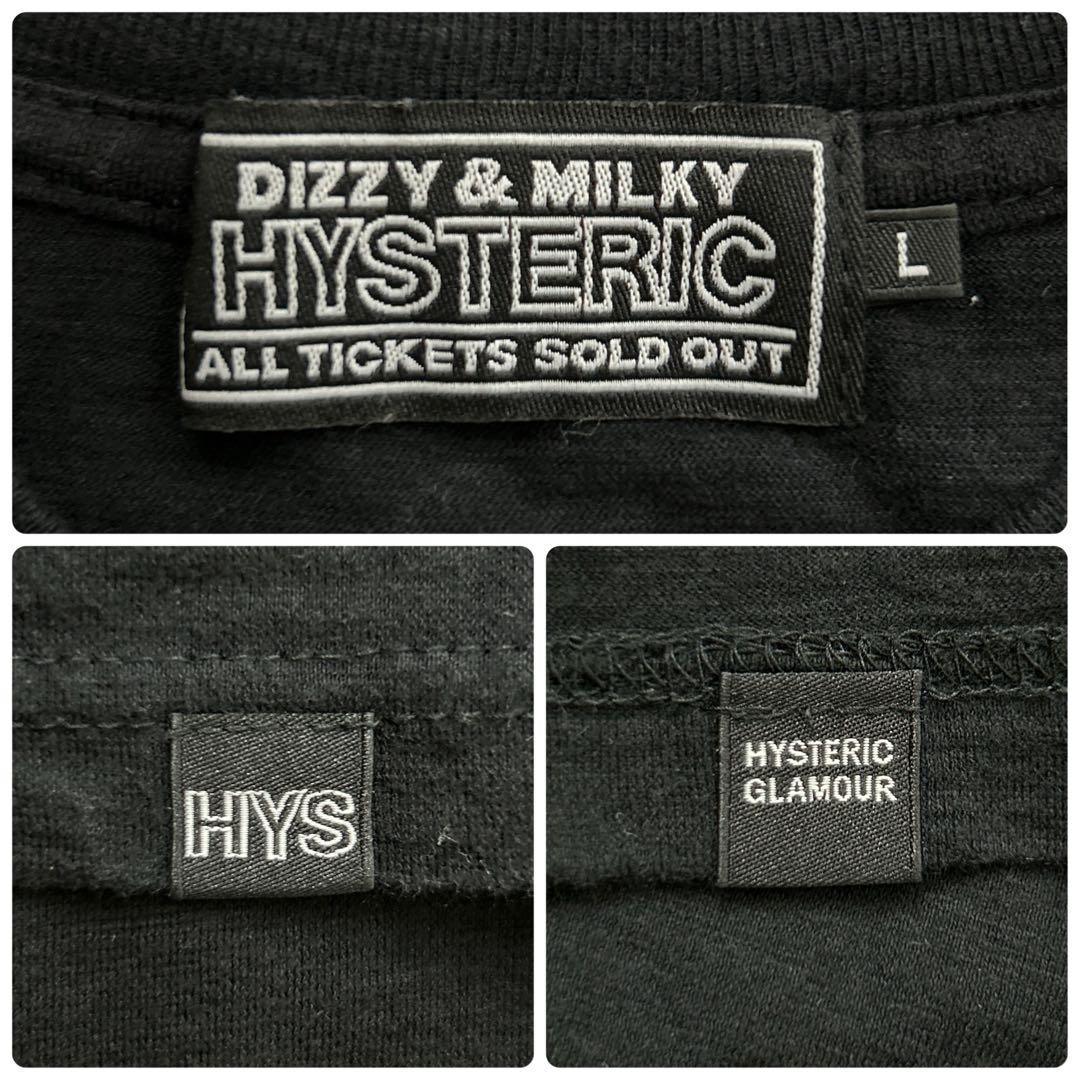 DIZZY & MILKY
HYSTERIC
ALL TICKETS SOLD OUT
L
HYS
HYSTERIC
GLAMOUR